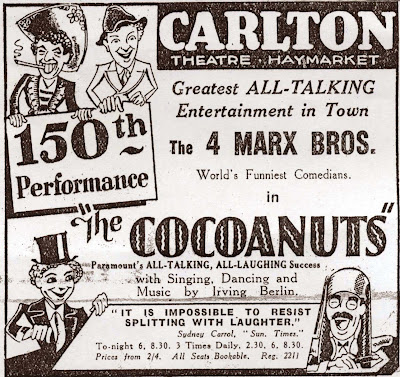 CARLTON
THEATRE, HAYMARKET
Greatest ALL-TALKING
Entertainment in Town
150th
Performance
The 4 MARX BROS.
World's Funniest Comedians.
in
"The COCOANUTS"
Paramount's ALL-TALKING, ALL-LAUGHING Success
with Singing, Dancing and
Music by Irving Berlin.
"IT IS IMPOSSIBLE TO RESIST
SPLITTING WITH LAUGHTER."
Sydney Carrol, "Sun. Times."
To-night 6, 8.30. 3 Times Daily, 2.30, 6, 8.30.
Prices from 2/4. All Seats Bookable. Reg. 2211